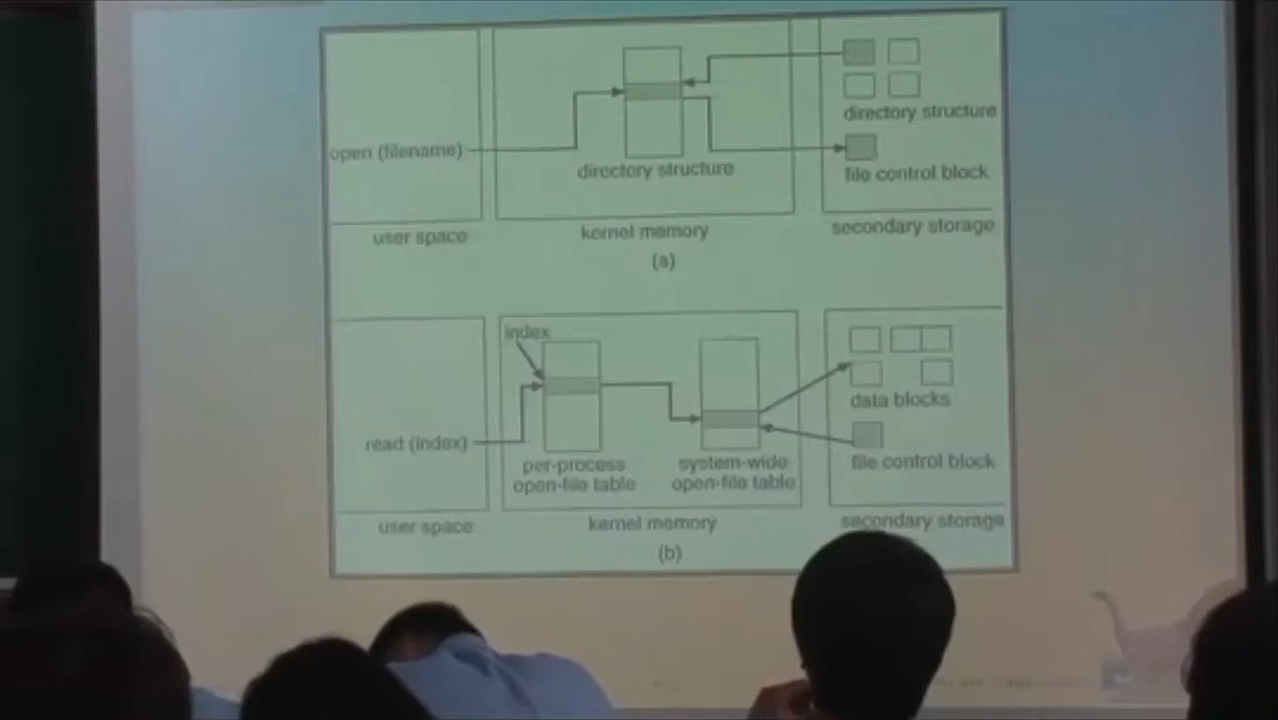 open (filename)
directory structure
directory structure
file control block
user space
kernel memory
secondary storage
(a)
index
read (index)
per-process
open-file table
system-wide
open-file table
data blocks
file control block
user space
kernel memory
secondary storage
(b)